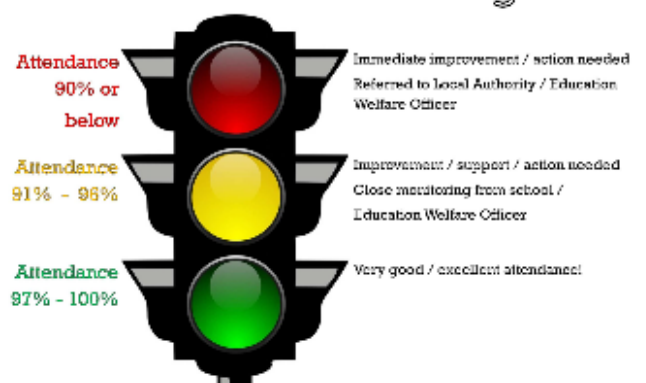 Attendance
90% or
below
Immediate improvement / action needed
Referred to Local Authority / Education
Welfare Officer
Attendance
91% - 96%
Improvement / support / action needed
Close monitoring from school /
Education Welfare Officer
Attendance
97% - 100%
Very good / excellent attendance!